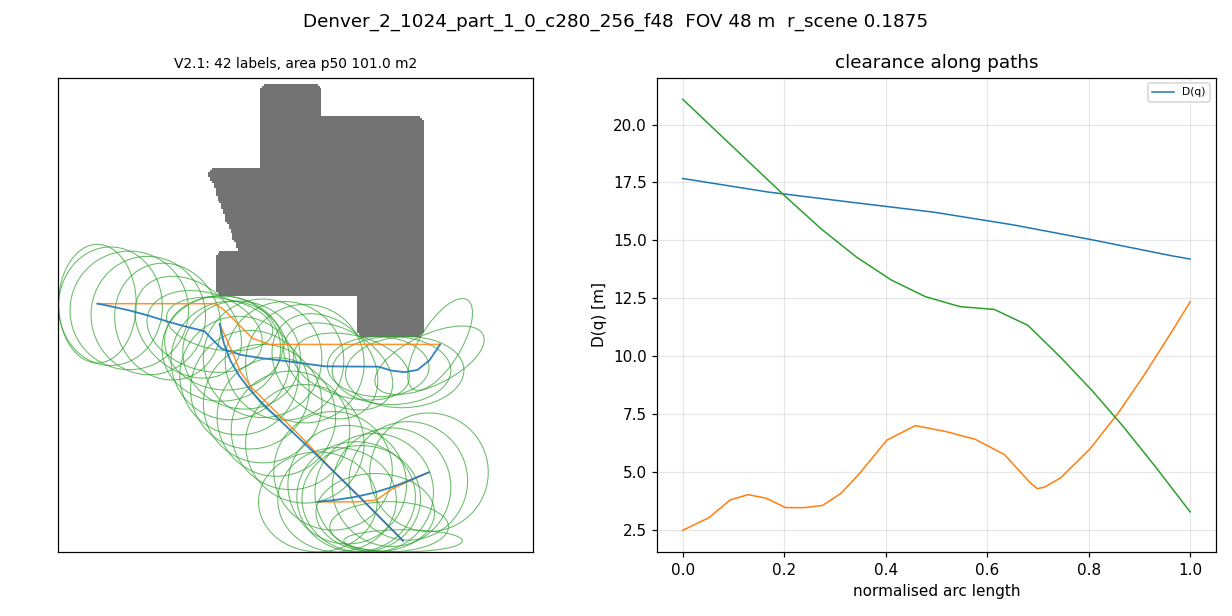 Denver_2_1024_part_1_0_c280_256_f48  FOV 48 m  r_scene 0.1875
V2.1: 42 labels, area p50 101.0 m2
clearance along paths
D(q)
20.0
17.5
15.0
12.5
10.0
7.5
5.0
2.5
D(q) [m]
0.0 0.2 0.4 0.6 0.8 1.0
normalised arc length